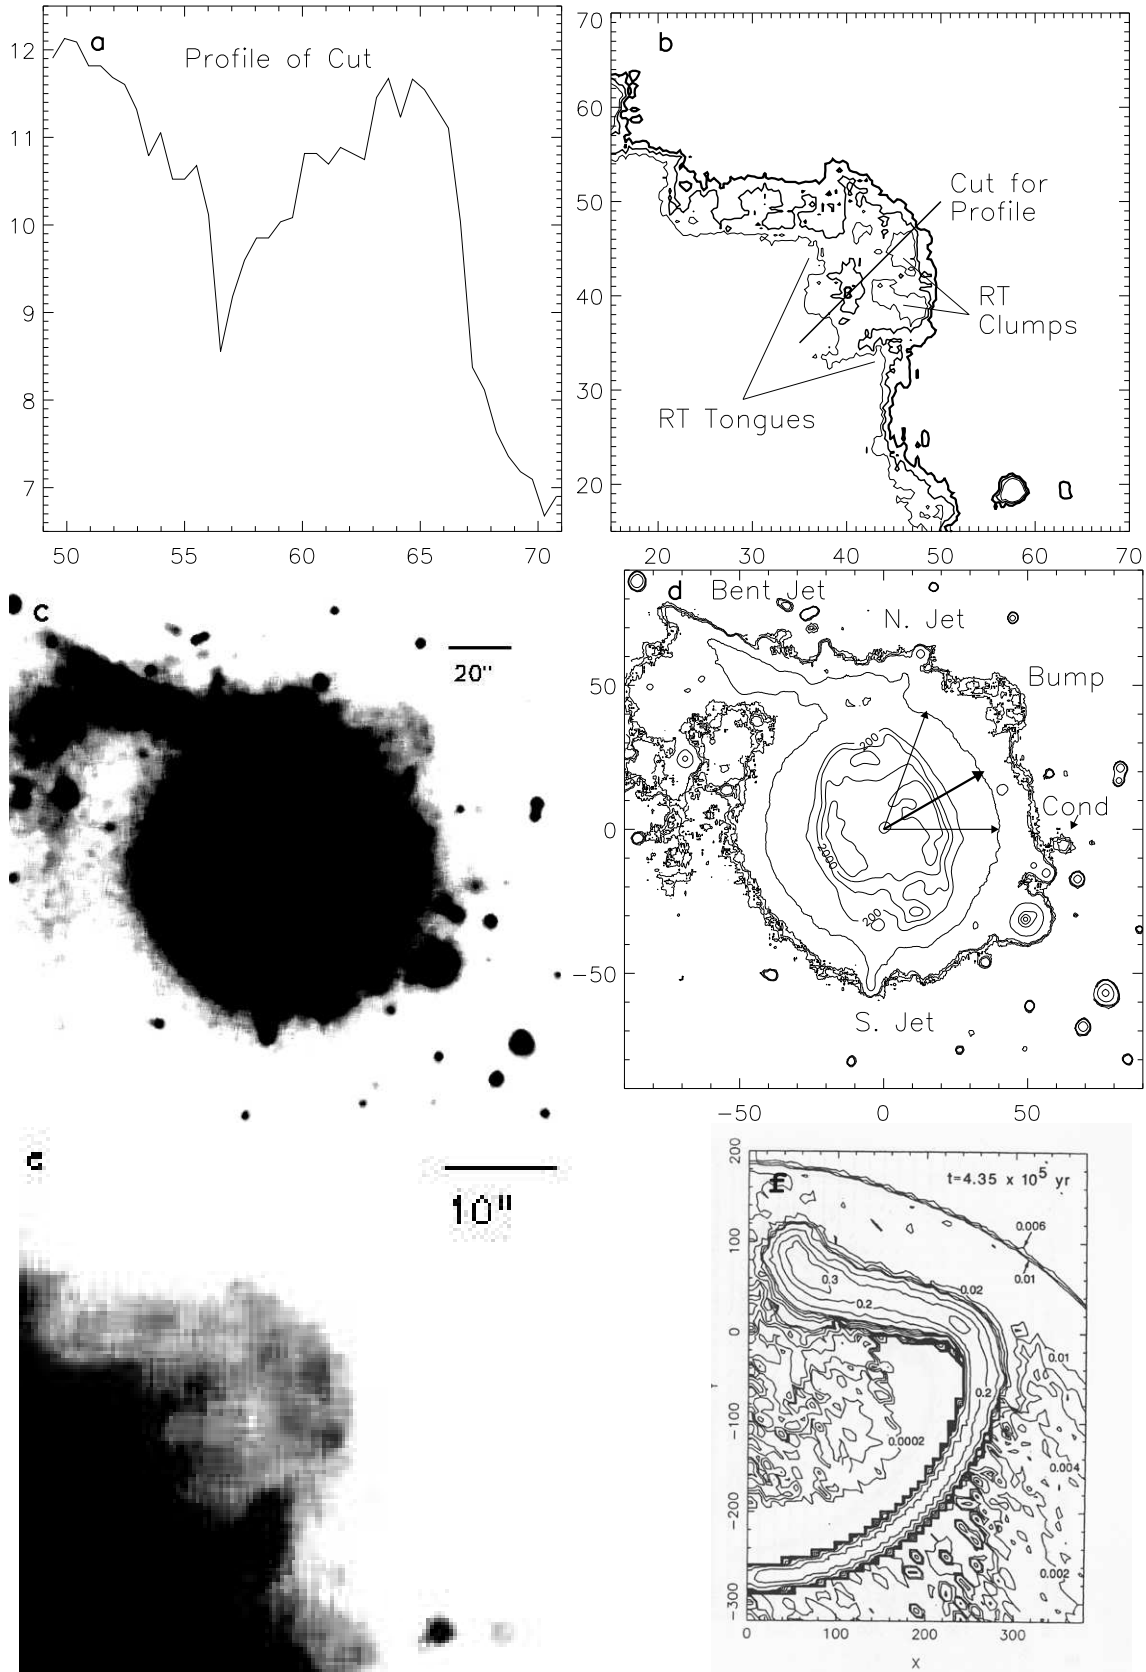 a
Profile of Cut
12
11
10
9
8
7
50 55 60 65 70
b
70
60
50
40
30
20
Cut for
Profile
RT
Clumps
RT Tongues
20 30 40 50 60 70
c
20"
d
Bent Jet
N. Jet
Bump
Cond
S. Jet
200
2000
200
50
0
−50
−50 0 50
e
10"
f
t=4.35 x 10⁵ yr
0.006
0.01
0.02
0.3
0.2
0.01
0.2
0.0002
0.004
0.002
200
100
0
−100
−200
−300
0 100 200 300
X